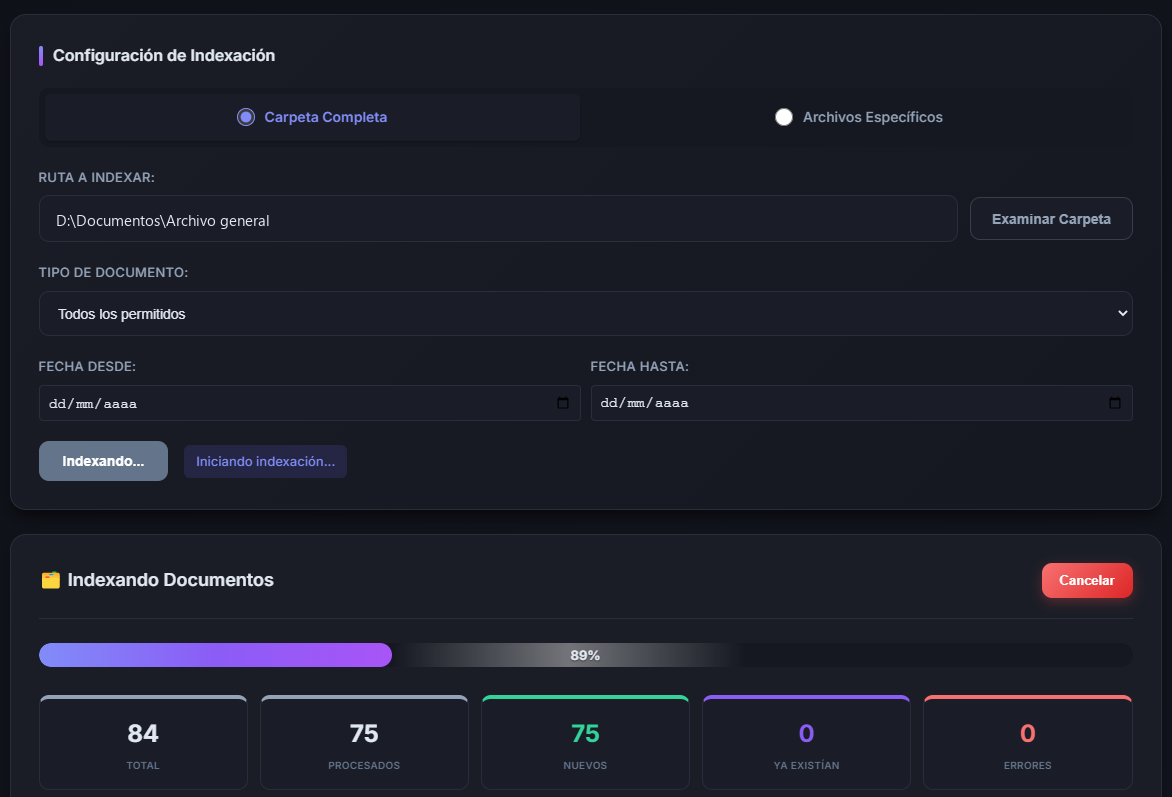 Configuración de Indexación
Carpeta Completa
Archivos Específicos
RUTA A INDEXAR:
D:\Documentos\Archivo general
Examinar Carpeta
TIPO DE DOCUMENTO:
Todos los permitidos
FECHA DESDE:
FECHA HASTA:
dd/mm/aaaa
dd/mm/aaaa
Indexando...
Iniciando indexación...
Indexando Documentos
Cancelar
89%
84
75
75
0
0
TOTAL
PROCESADOS
NUEVOS
YA EXISTÍAN
ERRORES